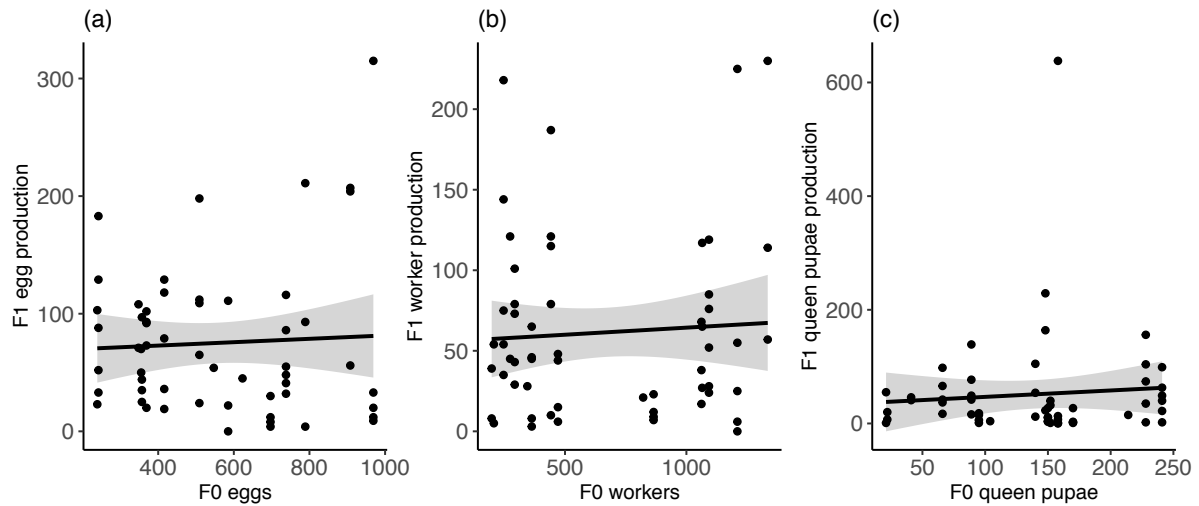 (a)
F1 egg production
300
200
100
0
400
600
800
1000
F0 eggs
(b)
F1 worker production
200
150
100
50
0
500
1000
F0 workers
(c)
F1 queen pupae production
600
400
200
0
50
100
150
200
250
F0 queen pupae